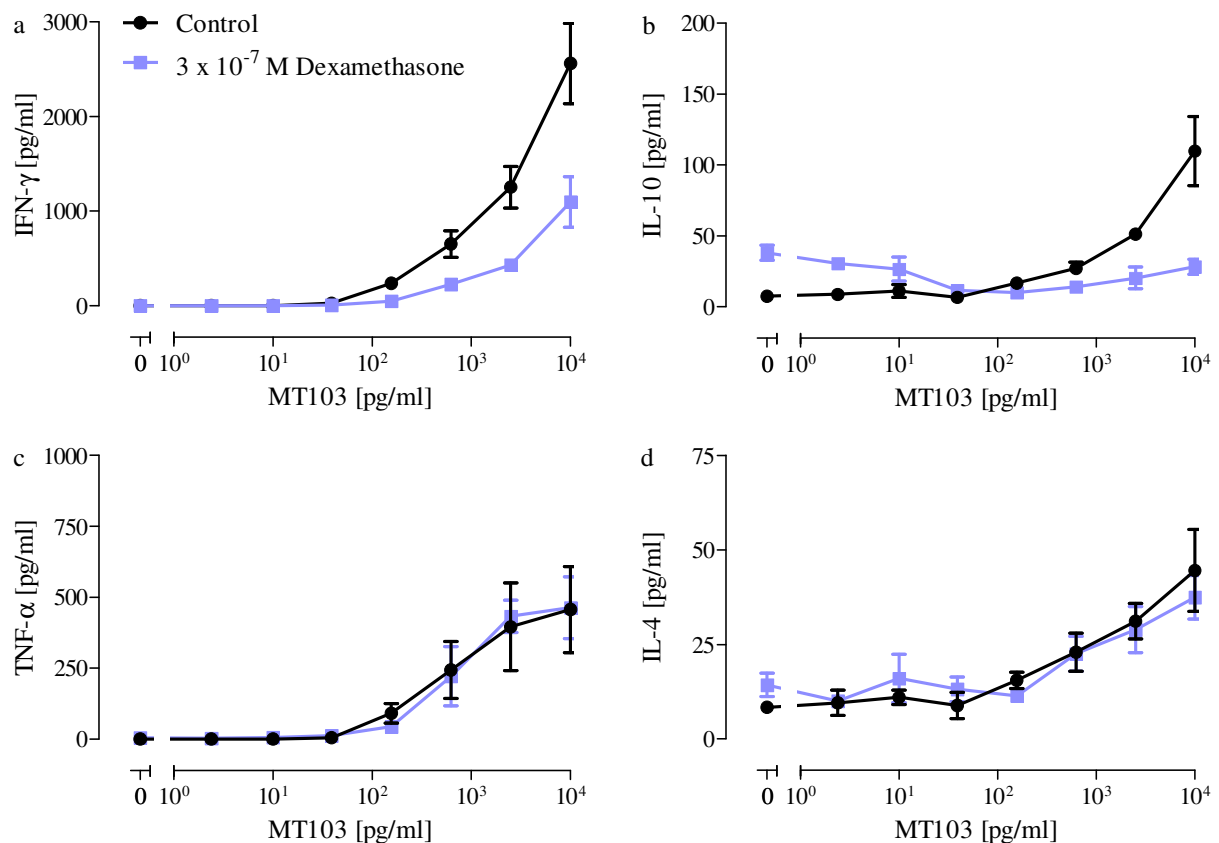 a
3000
2000
1000
0
IFN-γ [pg/ml]
Control
3 x 10⁻⁷ M Dexamethasone
0 10⁰ 10¹ 10² 10³ 10⁴
MT103 [pg/ml]
b
200
150
100
50
0
IL-10 [pg/ml]
0 10⁰ 10¹ 10² 10³ 10⁴
MT103 [pg/ml]
c
1000
750
500
250
0
TNF-α [pg/ml]
0 10⁰ 10¹ 10² 10³ 10⁴
MT103 [pg/ml]
d
75
50
25
0
IL-4 [pg/ml]
0 10⁰ 10¹ 10² 10³ 10⁴
MT103 [pg/ml]